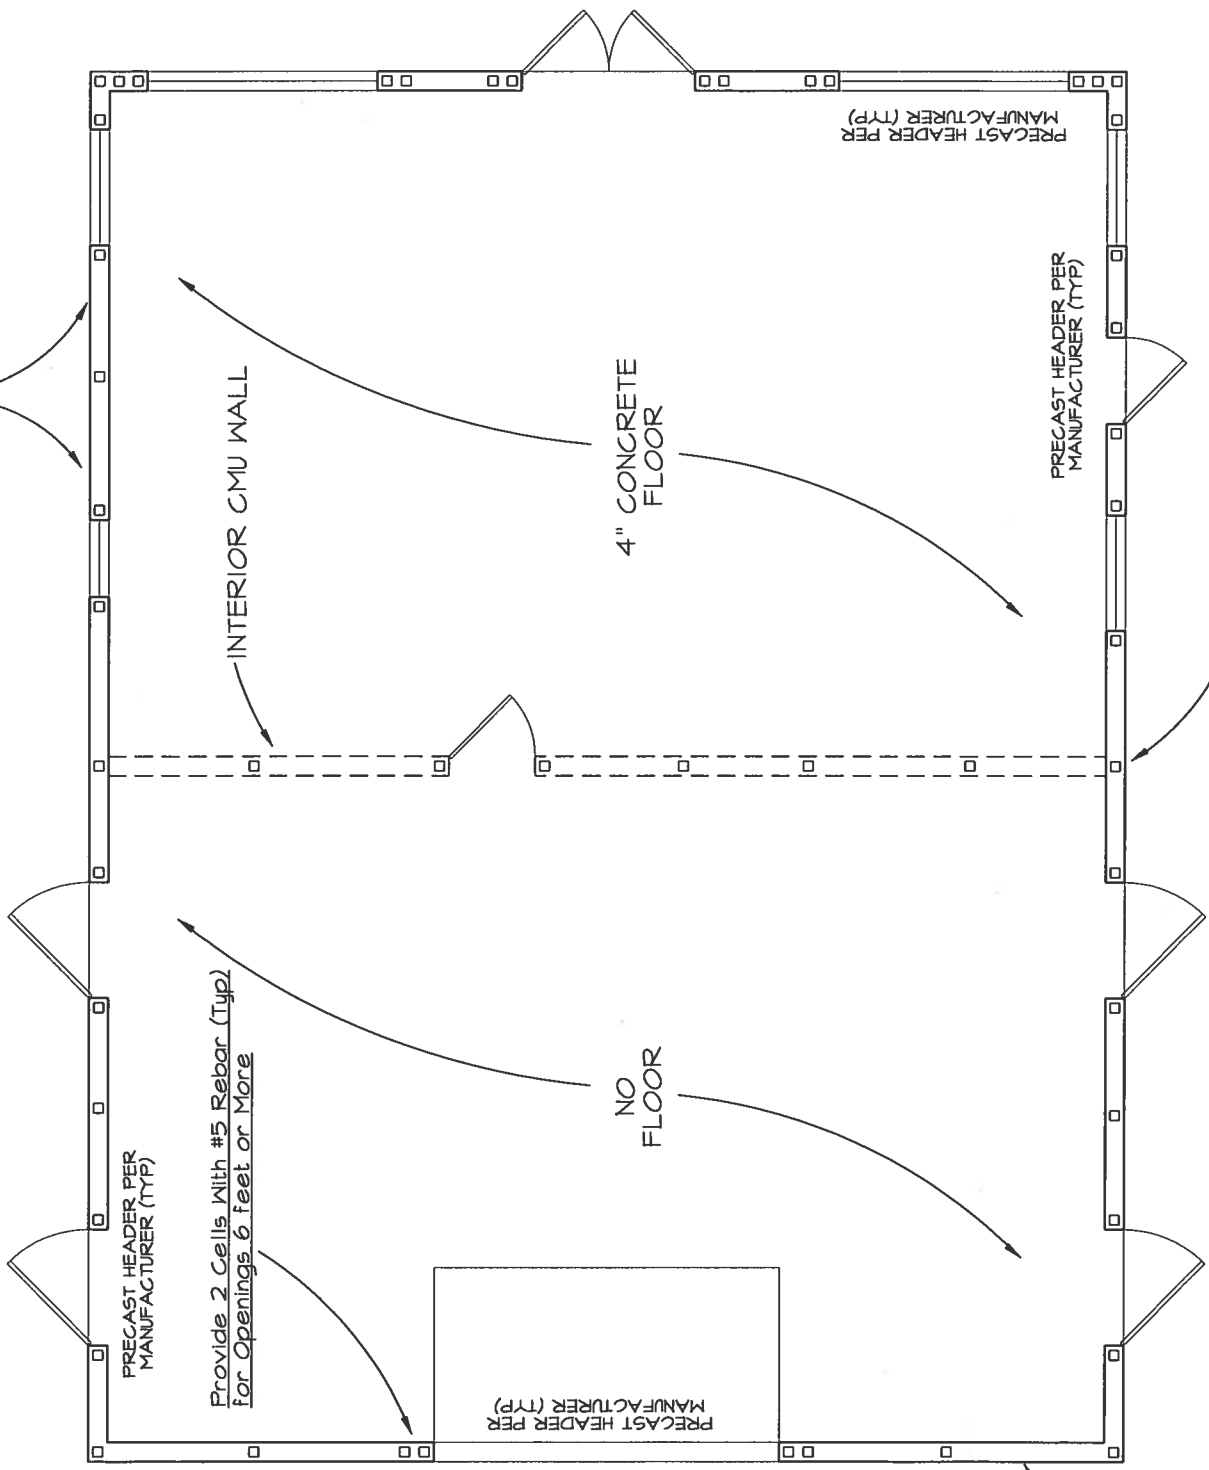 PRECAST HEADER PER
MANUFACTURER (TYP)
PRECAST HEADER PER
MANUFACTURER (TYP)
INTERIOR CMU WALL
4" CONCRETE
FLOOR
NO
FLOOR
Provide 2 Cells With #5 Rebar (Typ)
for Openings 6 feet or More
PRECAST HEADER PER
MANUFACTURER (TYP)
PRECAST HEADER PER
MANUFACTURER (TYP)